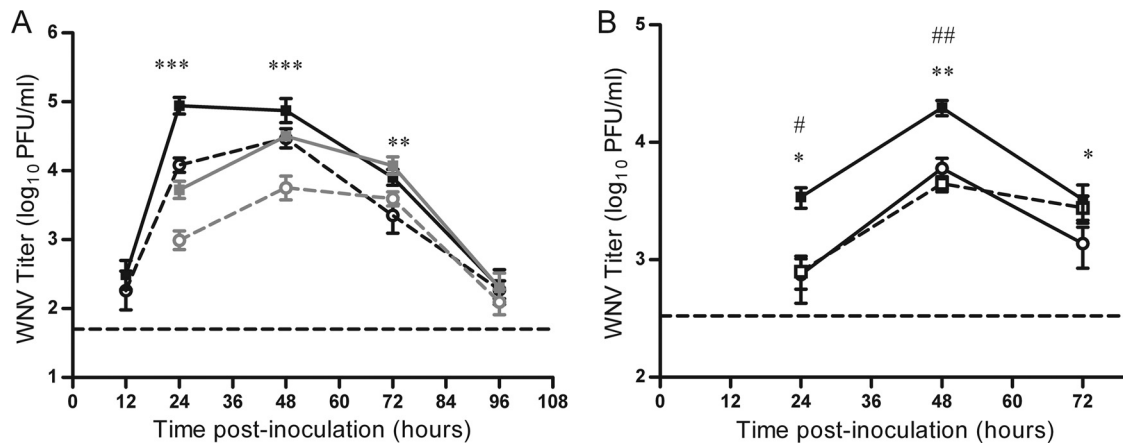 A
6
5
4
3
2
1
WNV Titer (log10 PFU/ml)
*** *** **
0 12 24 36 48 60 72 84 96 108
Time post-inoculation (hours)
B
5
4
3
2
WNV Titer (log10 PFU/ml)
##
**
#
*
*
0 12 24 36 48 60 72
Time post-inoculation (hours)